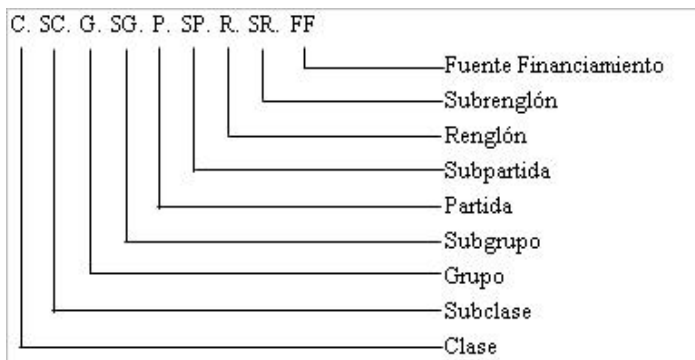 C. SC. G. SG. P. SP. R. SR. FF
Fuente Financiamiento
Subrenglón
Renglón
Subpartida
Partida
Subgrupo
Grupo
Subclase
Clase